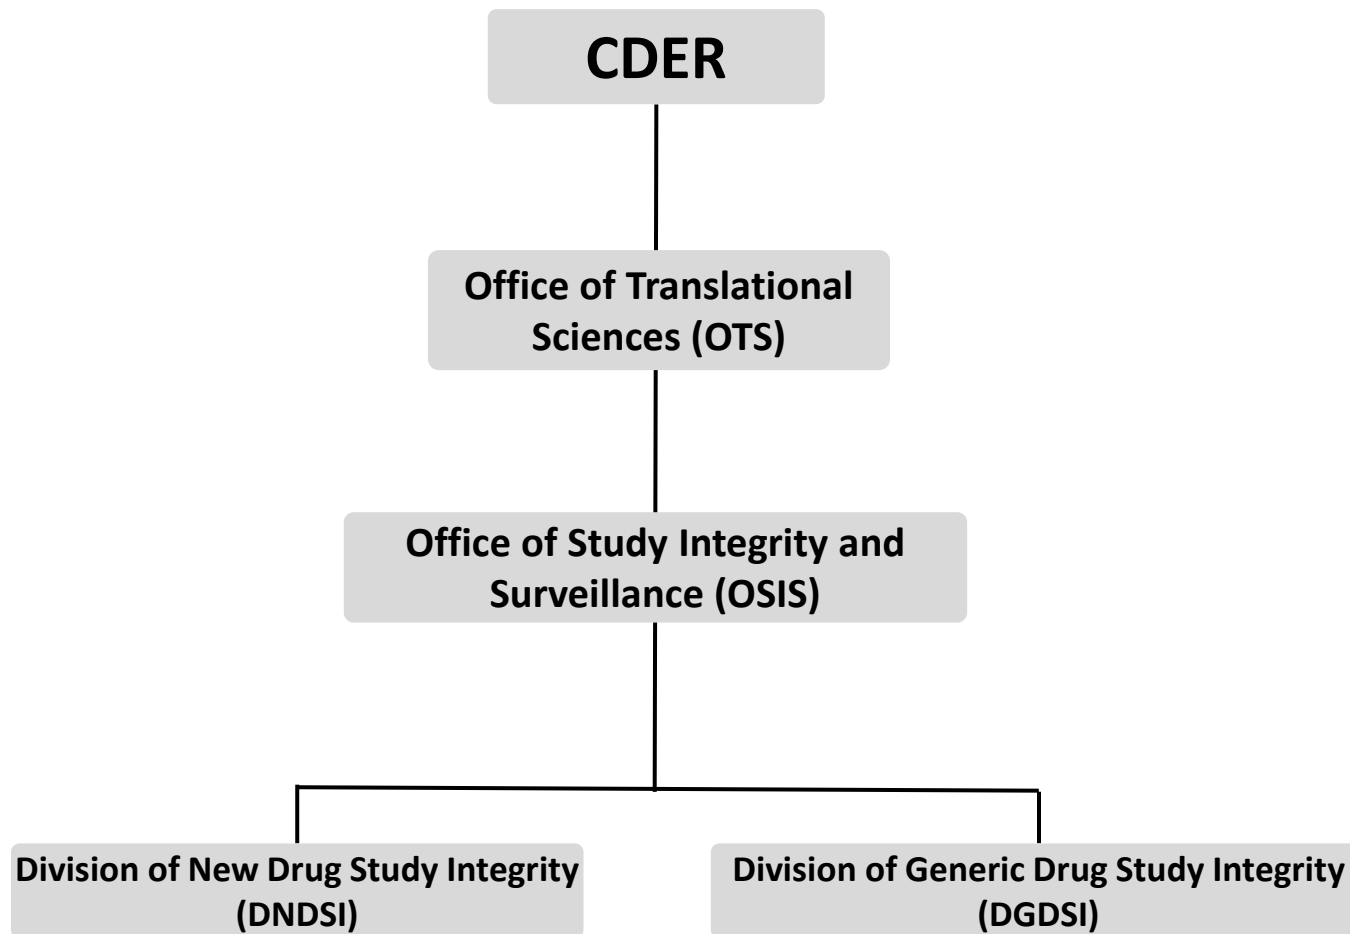 CDER
Office of Translational
Sciences (OTS)
Office of Study Integrity and
Surveillance (OSIS)
Division of New Drug Study Integrity
(DNDSI)
Division of Generic Drug Study Integrity
(DGDSI)